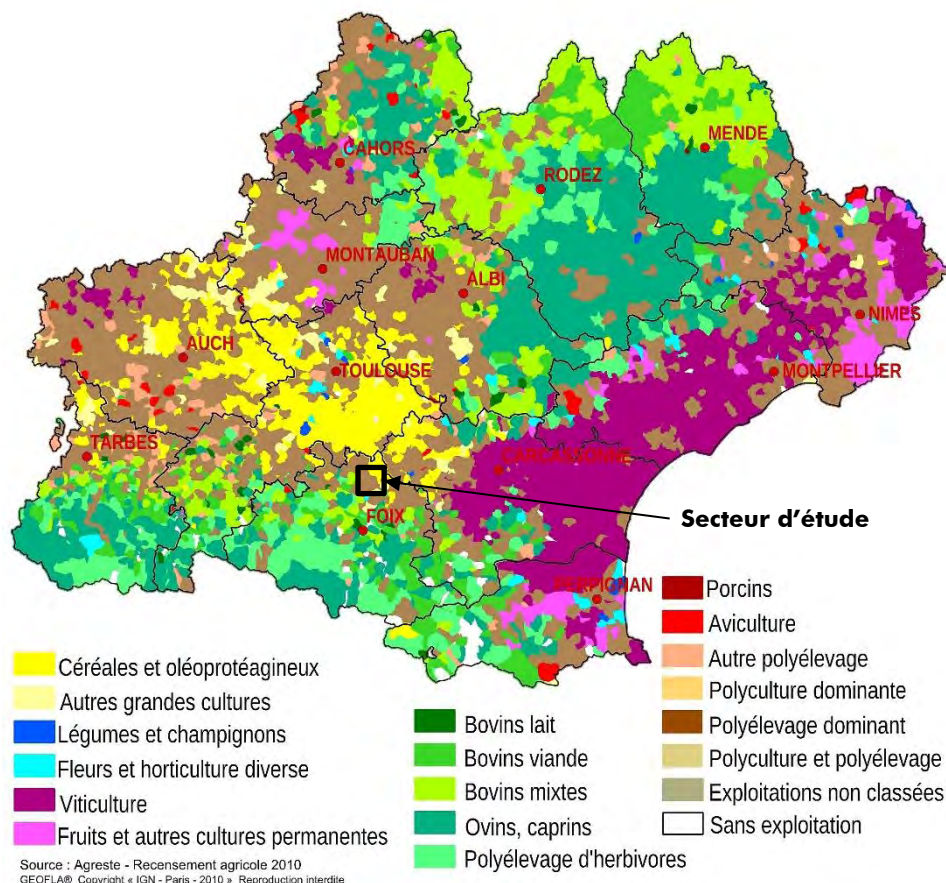 CAHORS
MENDE
RODEZ
MONTAUBAN
ALBI
NIMES
AUCH
TOULOUSE
MONTPELLIER
TARBES
CARCASSONNE
FOIX
Secteur d'étude
PERPIGNAN
Céréales et oléoprotéagineux
Autres grandes cultures
Légumes et champignons
Fleurs et horticulture diverse
Viticulture
Fruits et autres cultures permanentes
Bovins lait
Bovins viande
Bovins mixtes
Ovins, caprins
Polyélevage d'herbivores
Porcins
Aviculture
Autre polyélevage
Polyculture dominante
Polyélevage dominant
Polyculture et polyélevage
Exploitations non classées
Sans exploitation
Source : Agreste - Recensement agricole 2010
GEOFLA® Copyright « IGN - Paris - 2010 » Reproduction interdite